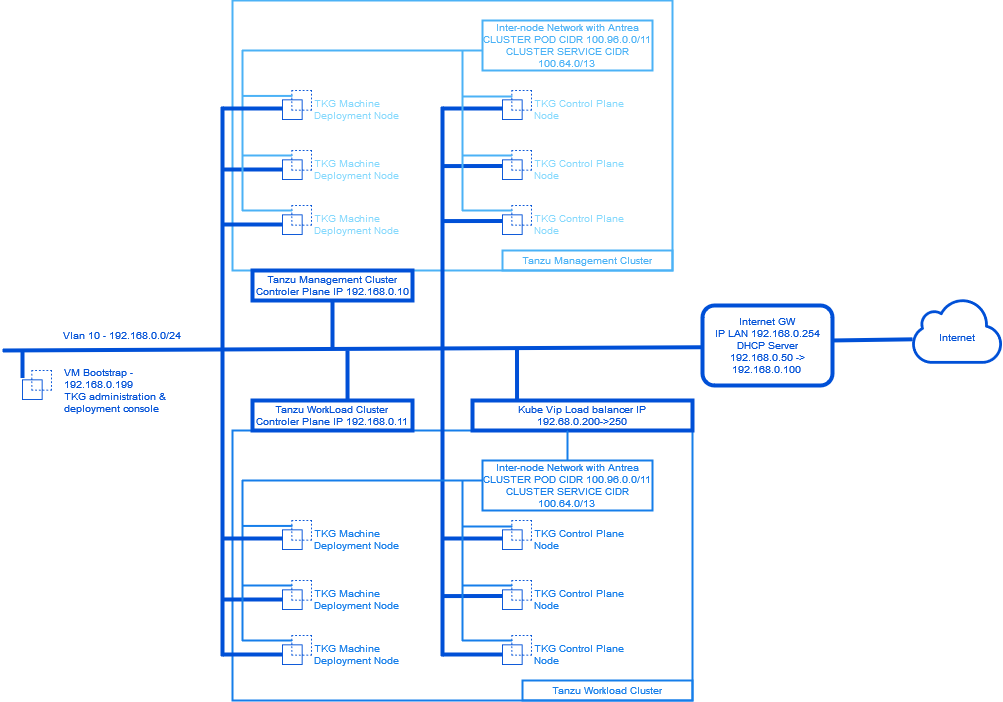 Inter-node Network with Antrea
CLUSTER POD CIDR 100.96.0.0/11
CLUSTER SERVICE CIDR
100.64.0/13
TKG Machine
Deployment Node
TKG Control Plane
Node
TKG Machine
Deployment Node
TKG Control Plane
Node
TKG Machine
Deployment Node
TKG Control Plane
Node
Tanzu Management Cluster
Tanzu Management Cluster
Controler Plane IP 192.168.0.10
Vlan 10 - 192.168.0.0/24
Internet GW
IP LAN 192.168.0.254
DHCP Server
192.168.0.50 ->
192.168.0.100
Internet
VM Bootstrap -
192.168.0.199
TKG administration &
deployment console
Tanzu WorkLoad Cluster
Controler Plane IP 192.168.0.11
Kube Vip Load balancer IP
192.68.0.200->250
Inter-node Network with Antrea
CLUSTER POD CIDR 100.96.0.0/11
CLUSTER SERVICE CIDR
100.64.0/13
TKG Machine
Deployment Node
TKG Control Plane
Node
TKG Machine
Deployment Node
TKG Control Plane
Node
TKG Machine
Deployment Node
TKG Control Plane
Node
Tanzu Workload Cluster